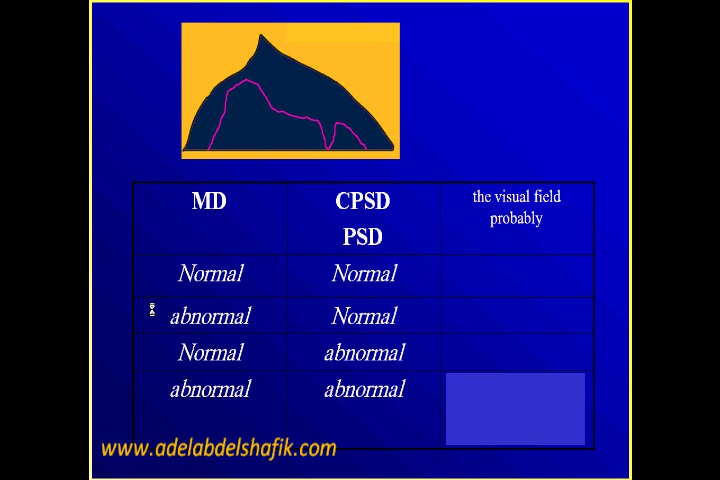 MD
CPSD
PSD
the visual field
probably
Normal
Normal
abnormal
Normal
Normal
abnormal
abnormal
abnormal
www.adelabdelshafik.com